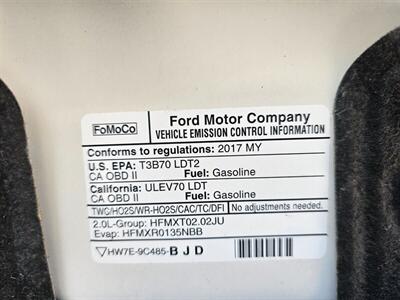 FoMoCo
Ford Motor Company
VEHICLE EMISSION CONTROL INFORMATION
Conforms to regulations: 2017 MY
U.S. EPA: T3B70 LDT2
CA OBD II Fuel: Gasoline
California: ULEV70 LDT
CA OBD II Fuel: Gasoline
TWC/HO2S/WR-HO2S/CAC/TC/DFI No adjustments needed.
2.0L-Group: HFMXT02.02JU
Evap: HFMXR0135NBB
HW7E-9C485-BJD